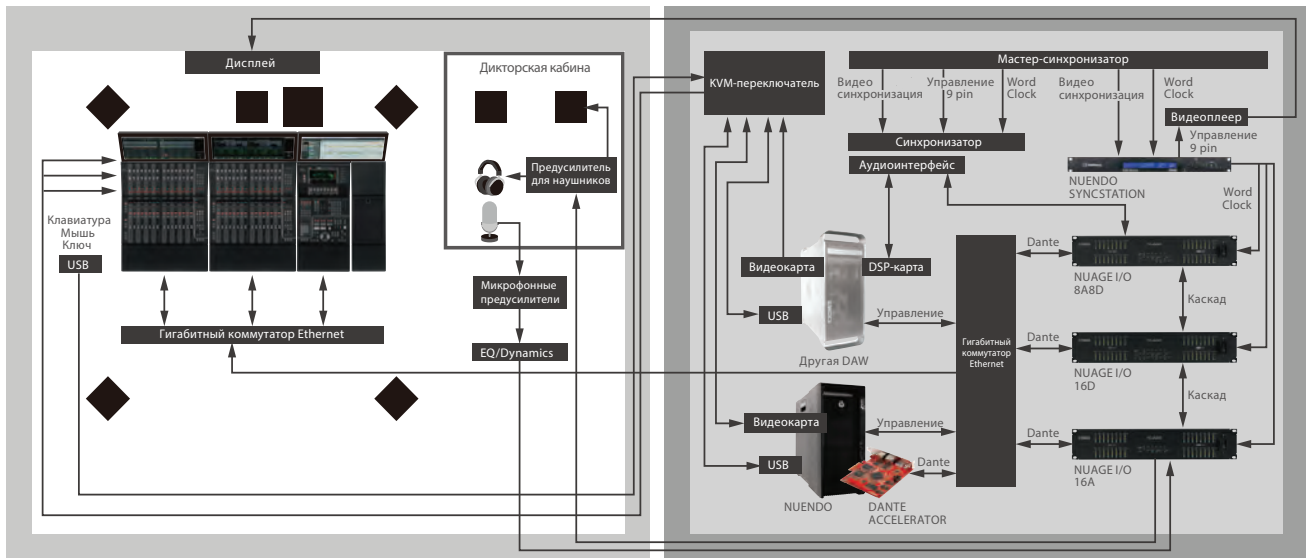 Дисплей
Дикторская кабина
Предусилитель
для наушников
Клавиатура
Мышь
Ключ
USB
Гигабитный коммутатор Ethernet
Микрофонные
предусилители
EQ/Dynamics
KVM-переключатель
Мастер-синхронизатор
Видео
синхронизация
Управление
9 pin
Word
Clock
Видео
синхронизация
Word
Clock
Видеоплеер
Управление
9 pin
Синхронизатор
Аудиоинтерфейс
NUENDO
SYNCSTATION
Word
Clock
Видеокарта
DSP-карта
USB
Управление
Другая DAW
Гигабитный
коммутатор
Ethernet
Dante
NUAGE I/O
8A8D
Каскад
Dante
NUAGE I/O
16D
Каскад
Dante
NUAGE I/O
16A
Видеокарта
Управление
USB
Dante
NUENDO
DANTE
ACCELERATOR